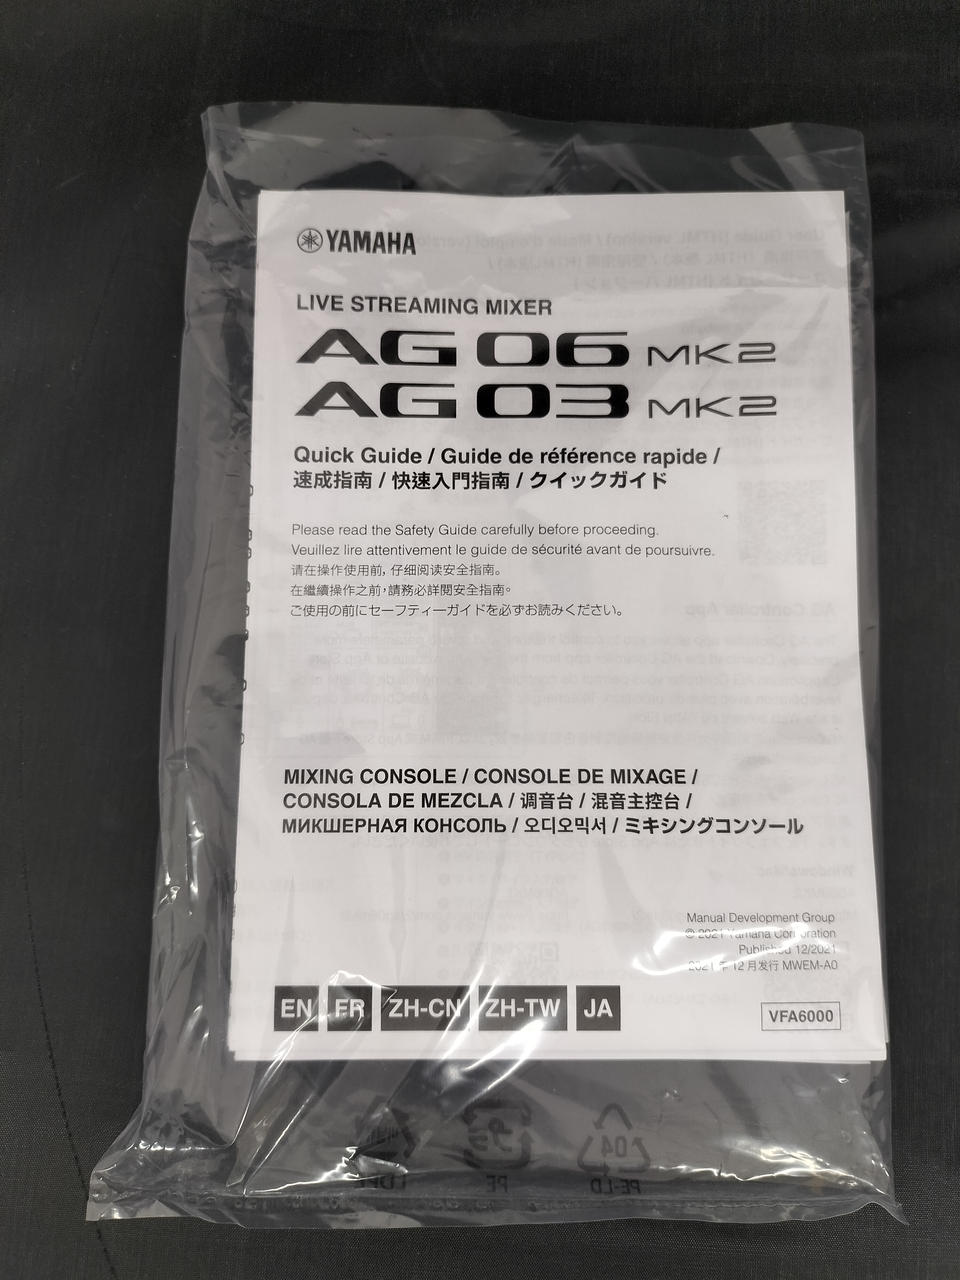 YAMAHA
LIVE STREAMING MIXER
AG06 MK2
AG03 MK2
Quick Guide / Guide de référence rapide /
速成指南 / 快速入門指南 / クイックガイド
Please read the Safety Guide carefully before proceeding.
Veuillez lire attentivement le guide de sécurité avant de poursuivre.
请在操作使用前, 仔细阅读安全指南。
在繼續操作之前，請務必詳閱安全指南。
ご使用の前にセーフティーガイドを必ずお読みください。
MIXING CONSOLE / CONSOLE DE MIXAGE /
CONSOLA DE MEZCLA / 调音台 / 混音主控台 /
МИКШЕРНАЯ КОНСОЛЬ / 오디오믹서 / ミキシングコンソール
Manual Development Group
© 2021 Yamaha Corporation
Published 12/2021
2021 年 12 月发行 MWEM-A0
EN FR ZH-CN ZH-TW JA
VFA6000
04
LDPE PE PE-LD